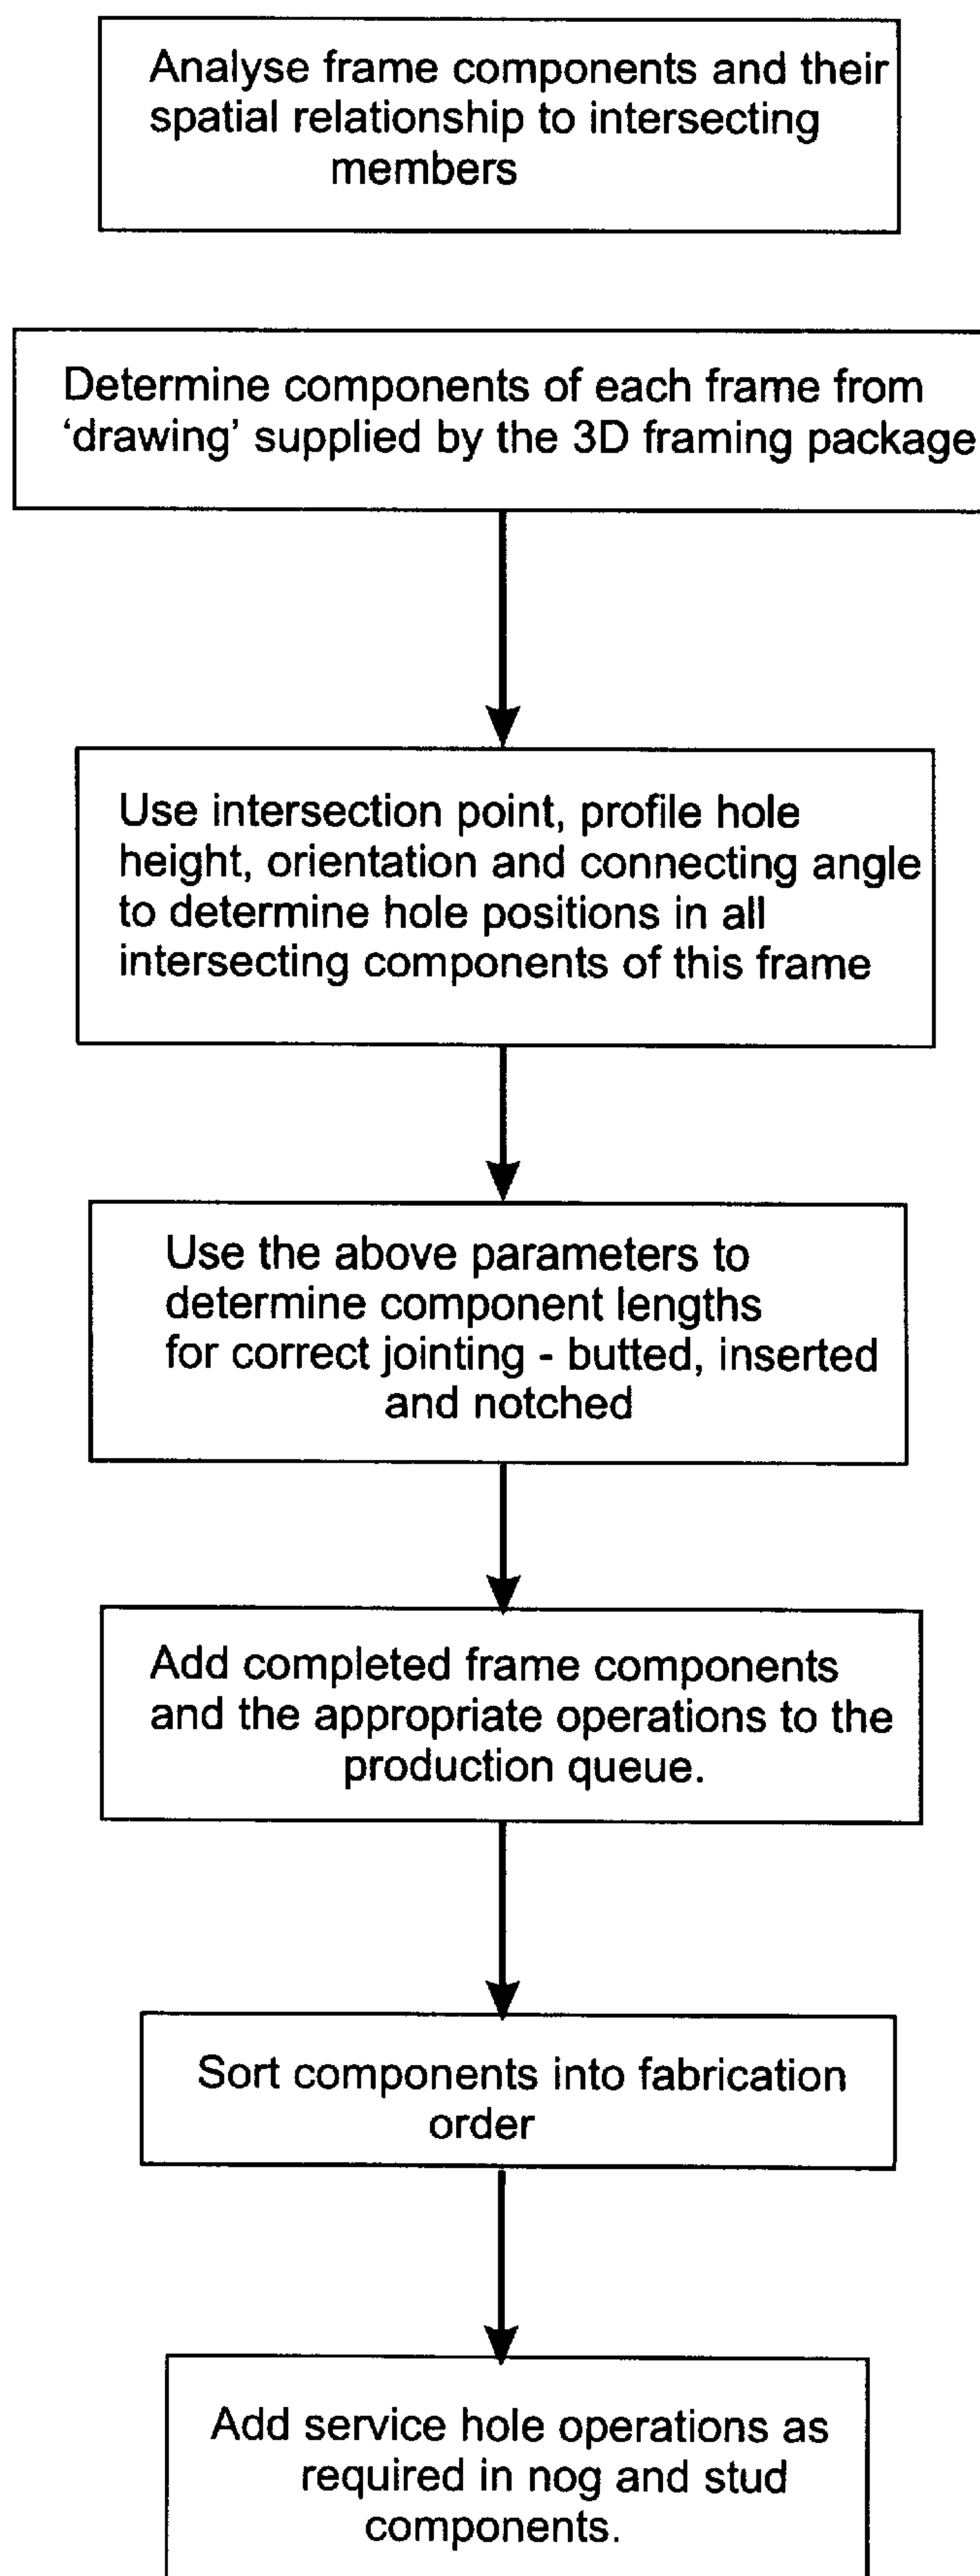 Analyse frame components and their
spatial relationship to intersecting
members
Determine components of each frame from
‘drawing’ supplied by the 3D framing package
Use intersection point, profile hole
height, orientation and connecting angle
to determine hole positions in all
intersecting components of this frame
Use the above parameters to
determine component lengths
for correct jointing - butted, inserted
and notched
Add completed frame components
and the appropriate operations to the
production queue.
Sort components into fabrication
order
Add service hole operations as
required in nog and stud
components.